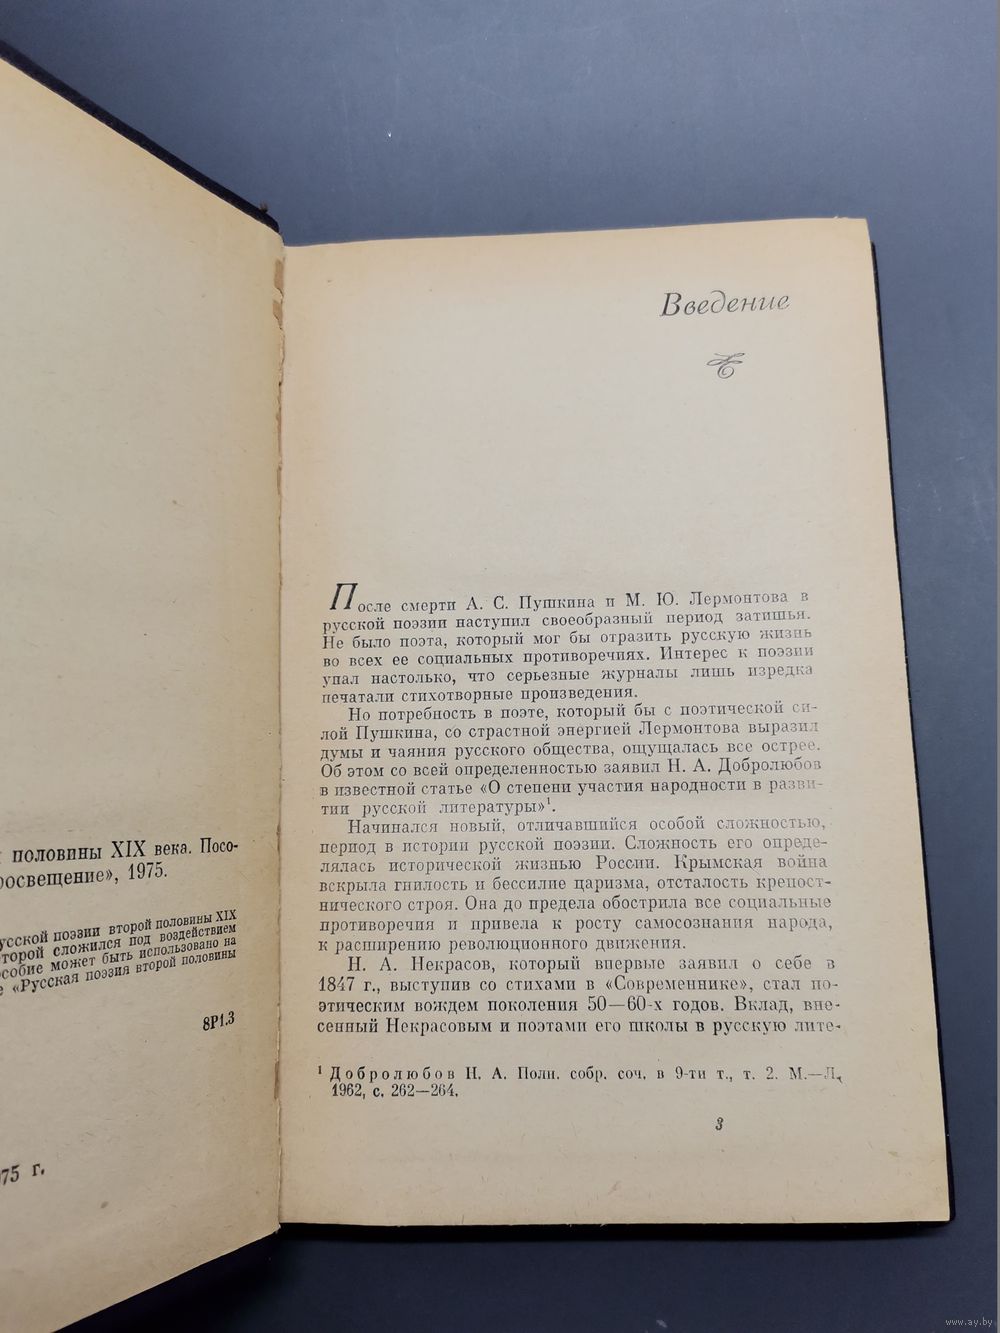 половины XIX века. Посо-
росвещение», 1975.
усской поэзии второй половины XIX
торой сложился под воздействием
особие может быть использовано на
е «Русская поэзия второй половины
8Р1.3
975 г.
Введение
После смерти А. С. Пушкина и М. Ю. Лермонтова в
русской поэзии наступил своеобразный период затишья.
Не было поэта, который мог бы отразить русскую жизнь
во всех ее социальных противоречиях. Интерес к поэзии
упал настолько, что серьезные журналы лишь изредка
печатали стихотворные произведения.
Но потребность в поэте, который бы с поэтической си-
лой Пушкина, со страстной энергией Лермонтова выразил
думы и чаяния русского общества, ощущалась все острее.
Об этом со всей определенностью заявил Н. А. Добролюбов
в известной статье «О степени участия народности в разви-
тии русской литературы»¹.
Начинался новый, отличавшийся особой сложностью,
период в истории русской поэзии. Сложность его опреде-
лялась исторической жизнью России. Крымская война
вскрыла гнилость и бессилие царизма, отсталость крепост-
нического строя. Она до предела обострила все социальные
противоречия и привела к росту самосознания народа,
к расширению революционного движения.
Н. А. Некрасов, который впервые заявил о себе в
1847 г., выступив со стихами в «Современнике», стал по-
этическим вождем поколения 50—60-х годов. Вклад, вне-
сенный Некрасовым и поэтами его школы в русскую лите-
¹ Добролюбов Н. А. Полн. собр. соч. в 9-ти т., т. 2. М.—Л.,
1962, с. 262—264.
3
www.ay.by